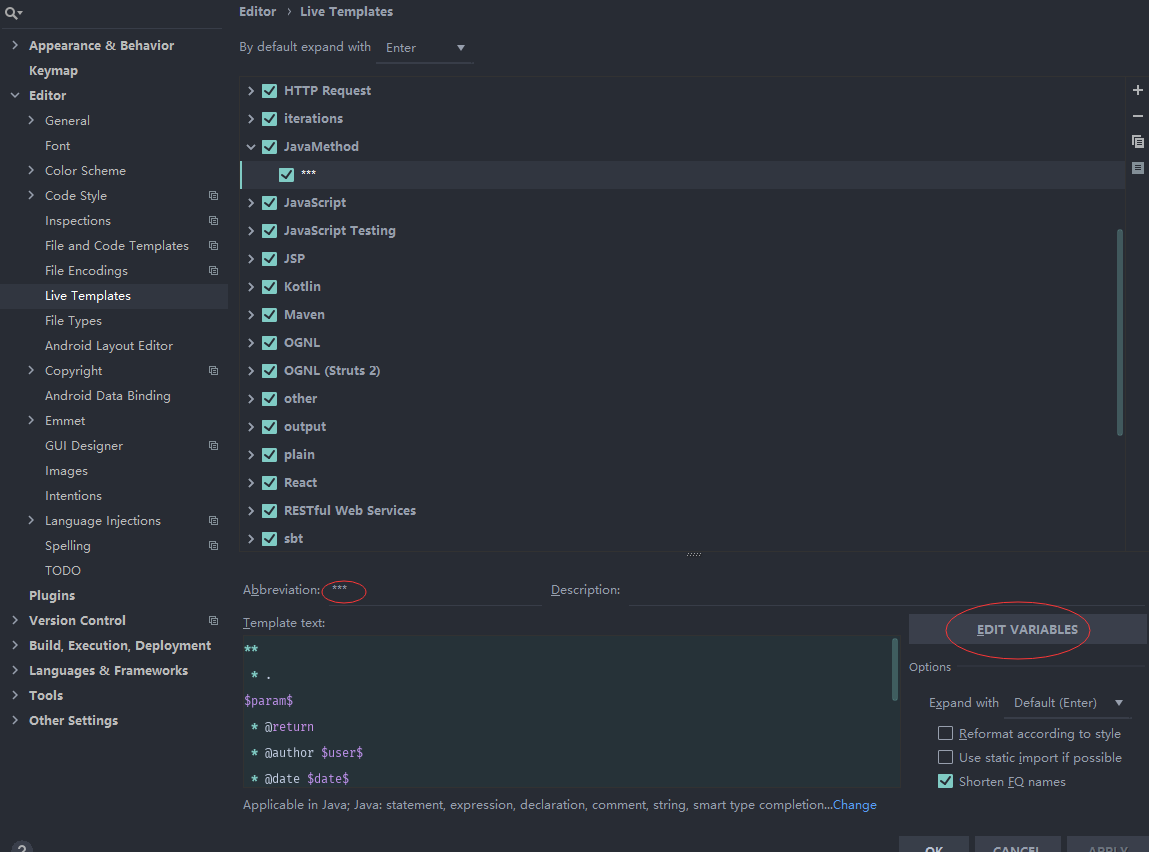 Editor › Live Templates
By default expand with Enter
Appearance & Behavior
Keymap
Editor
General
Font
Color Scheme
Code Style
Inspections
File and Code Templates
File Encodings
Live Templates
File Types
Android Layout Editor
Copyright
Android Data Binding
Emmet
GUI Designer
Images
Intentions
Language Injections
Spelling
TODO
Plugins
Version Control
Build, Execution, Deployment
Languages & Frameworks
Tools
Other Settings
?
HTTP Request
iterations
JavaMethod
***
JavaScript
JavaScript Testing
JSP
Kotlin
Maven
OGNL
OGNL (Struts 2)
other
output
plain
React
RESTful Web Services
sbt
Abbreviation: *** Description:
Template text:
**
* .
$param$
* @return
* @author $user$
* @date $date$
Applicable in Java; Java: statement, expression, declaration, comment, string, smart type completion...Change
EDIT VARIABLES
Options
Expand with Default (Enter)
Reformat according to style
Use static import if possible
Shorten FQ names
OK CANCEL APPLY